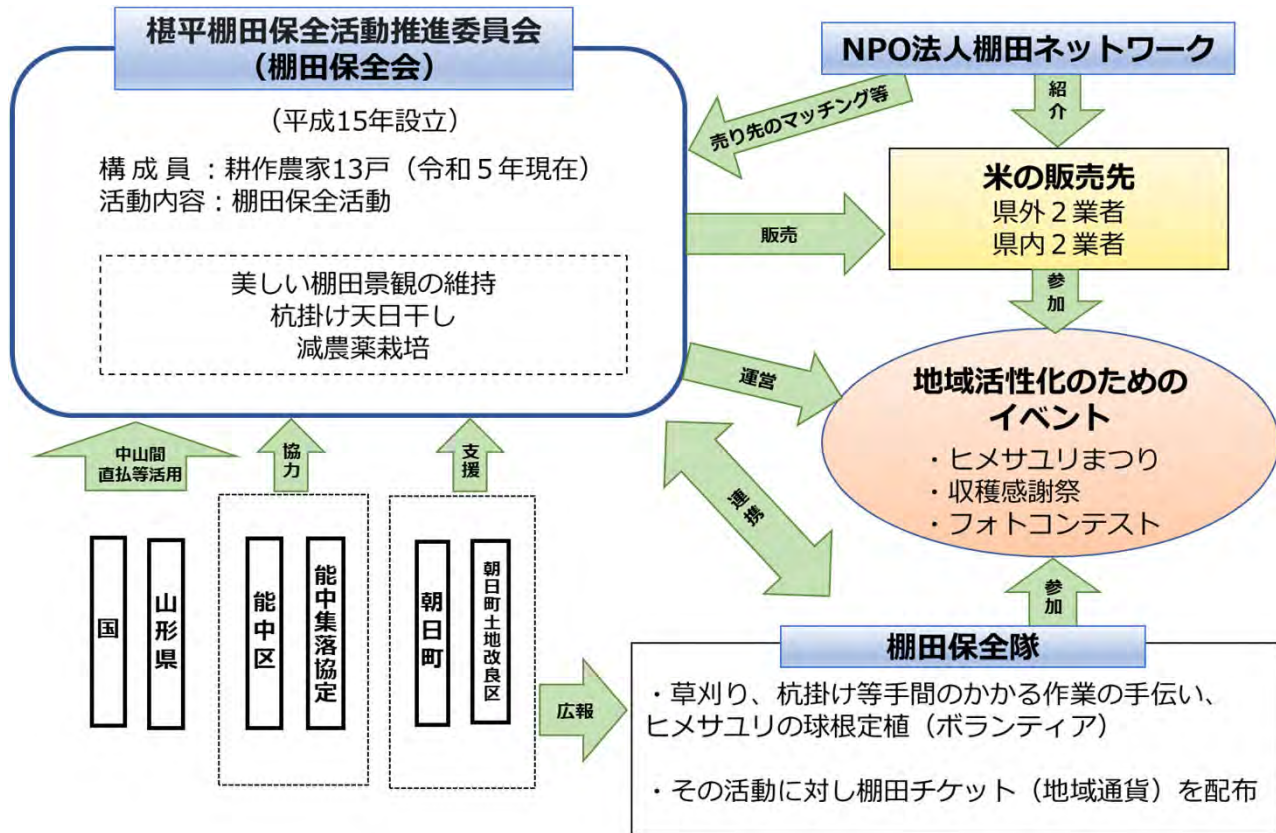 椹平棚田保全活動推進委員会
（棚田保全会）
（平成15年設立）
構 成 員 ：耕作農家13戸（令和５年現在）
活動内容：棚田保全活動
美しい棚田景観の維持
杭掛け天日干し
減農薬栽培
NPO法人棚田ネットワーク
売り先のマッチング等
紹介
米の販売先
県外２業者
県内２業者
販売
参加
運営
地域活性化のための
イベント
・ヒメサユリまつり
・収穫感謝祭
・フォトコンテスト
連携
参加
中山間
直払等活用
協力
支援
国
山形県
能中区
能中集落協定
朝日町
朝日町土地改良区
広報
棚田保全隊
・草刈り、杭掛け等手間のかかる作業の手伝い、
ヒメサユリの球根定植（ボランティア）
・その活動に対し棚田チケット（地域通貨）を配布